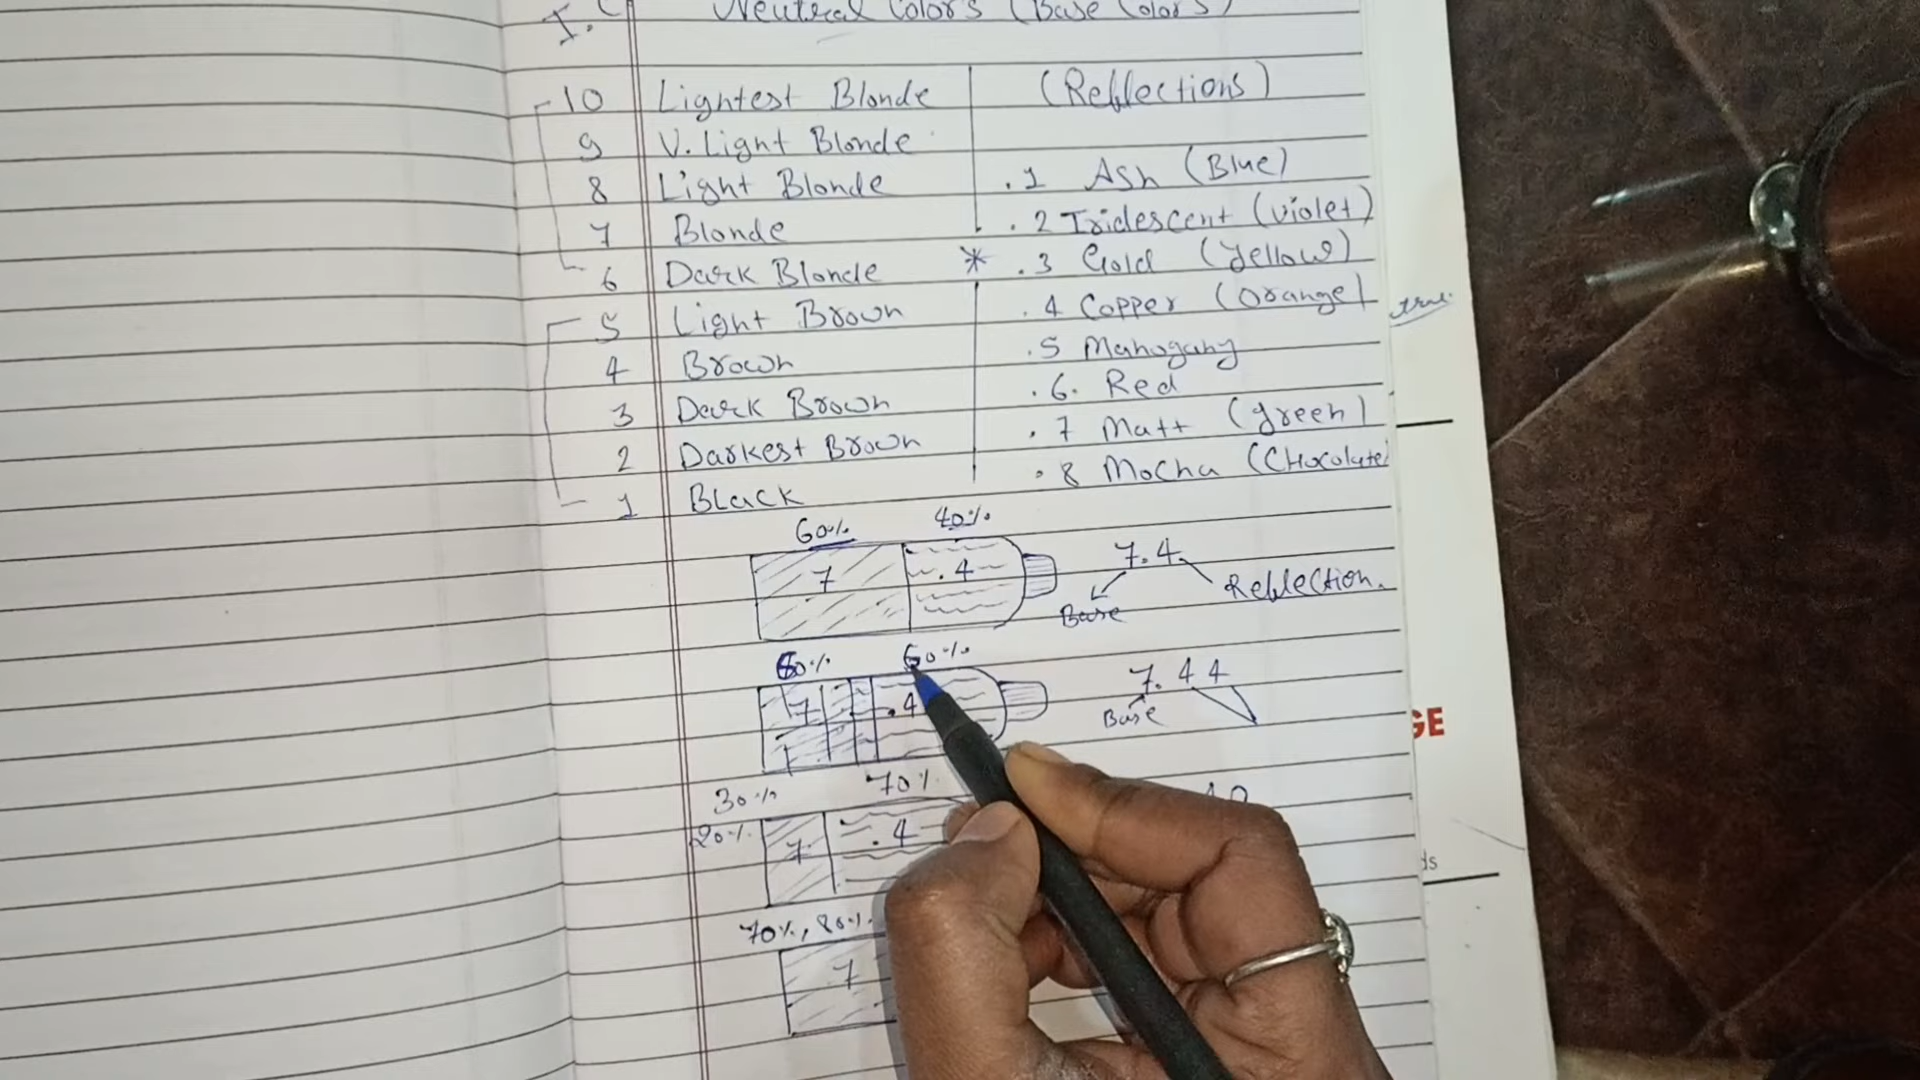 I.C Neutral Colors (Base Colors)
10 Lightest Blonde (Reflections)
9 V. Light Blonde
8 Light Blonde .1 Ash (Blue)
7 Blonde .2 Iridescent (violet)
6 Dark Blonde * .3 Gold (Yellow)
5 Light Brown .4 Copper (Orange)
4 Brown .5 Mahogany
3 Dark Brown .6. Red
2 Darkest Brown .7 Matt (Green)
1 Black .8 Mocha (CHocolate)
60% 40%
7 .4 7.4 Reflection.
Base
60%
7 .4 7.44
Base
30% 70%
20% 7 .4
70%, 80%
7
GE
ds